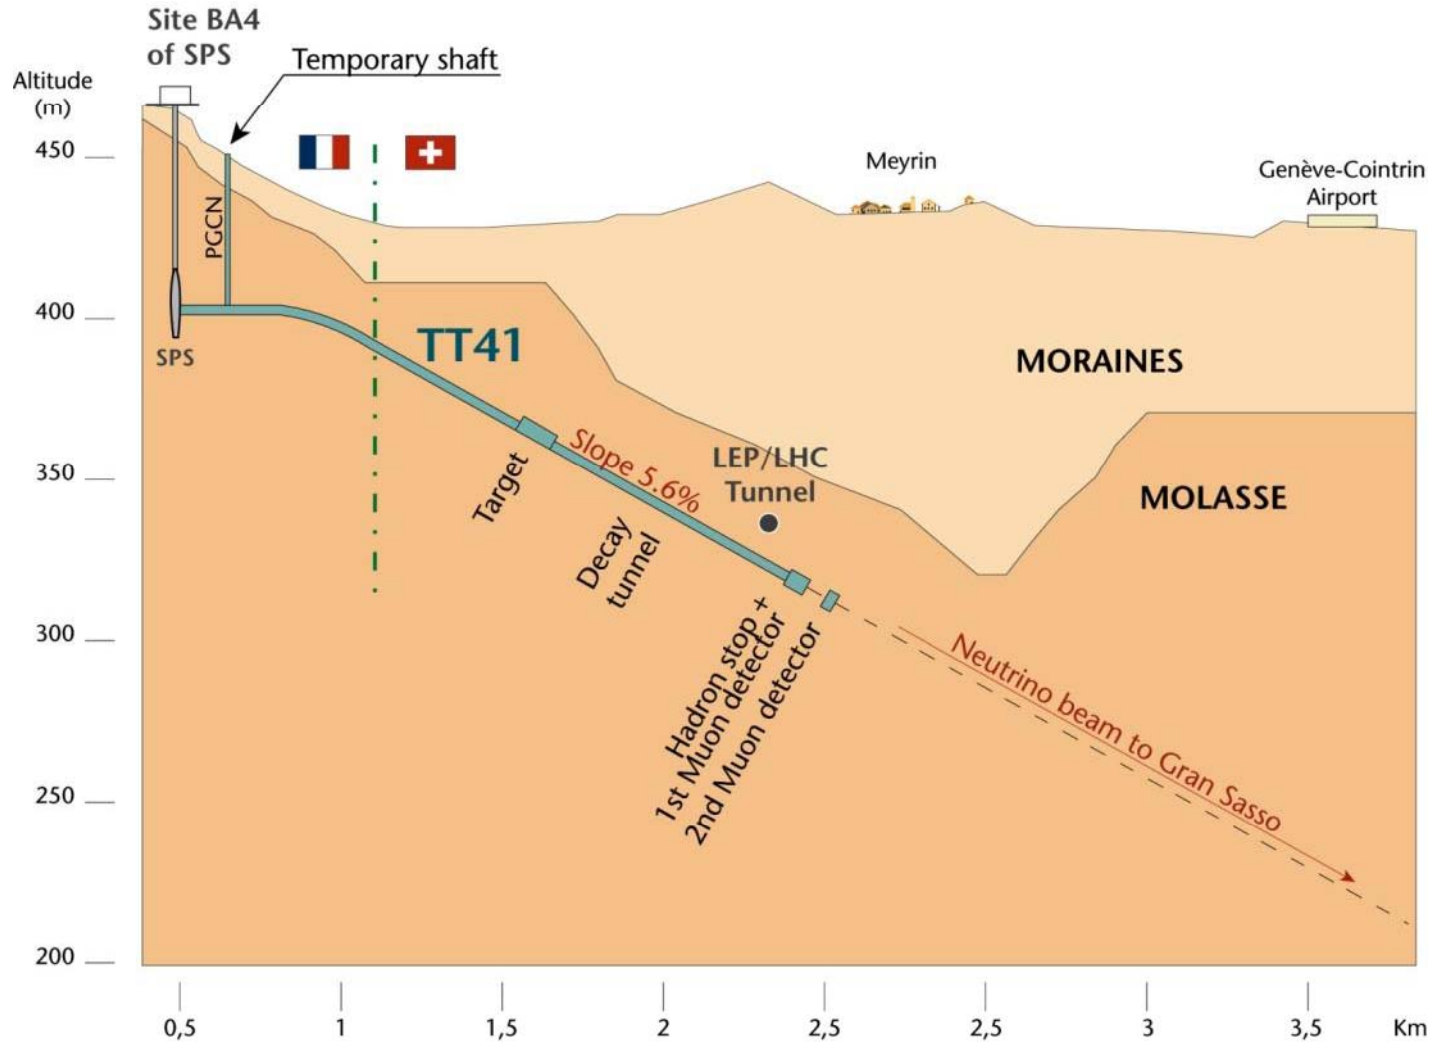 Site BA4
of SPS
Temporary shaft
Altitude
(m)
450
400
350
300
250
200
PGCN
SPS
TT41
Meyrin
Genève-Cointrin
Airport
MORAINES
MOLASSE
Target
Slope 5.6%
Decay
tunnel
LEP/LHC
Tunnel
Hadron stop +
1st Muon detector
2nd Muon detector
Neutrino beam to Gran Sasso
0,5
1
1,5
2
2,5
2,5
3
3,5
Km